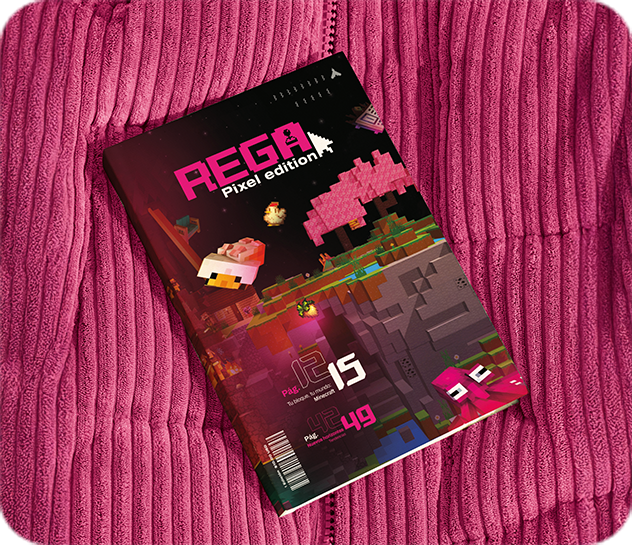 REGA
Pixel edition
Pág. 12 15
Tu bloque, tu mundo:
Minecraft
Pág. 42 49